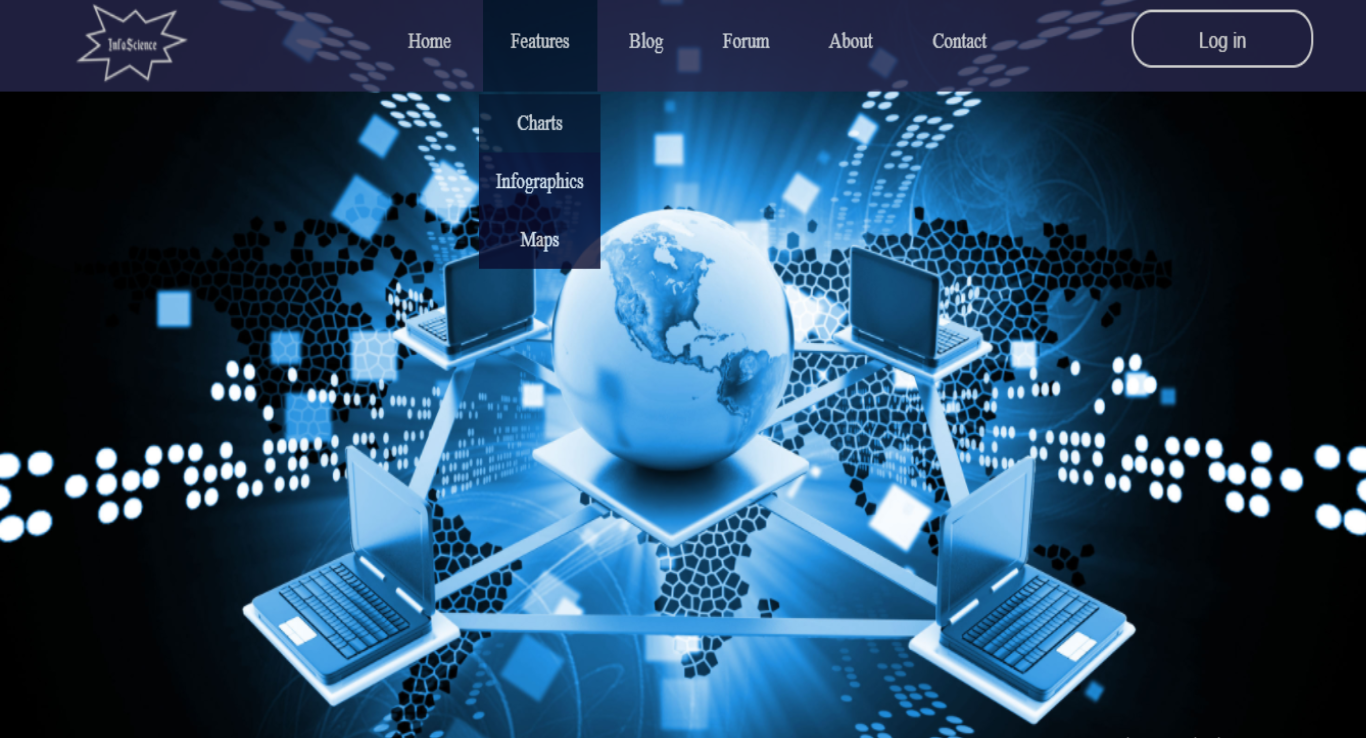 InfoScience
Home
Features
Blog
Forum
About
Contact
Log in
Charts
Infographics
Maps